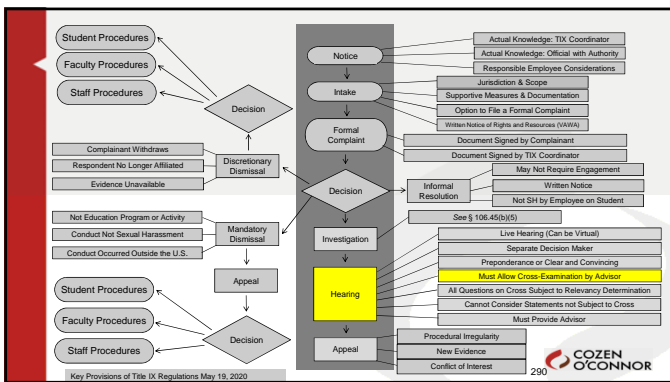 Student Procedures
Faculty Procedures
Staff Procedures
Decision
Complainant Withdraws
Respondent No Longer Affiliated
Evidence Unavailable
Discretionary
Dismissal
Not Education Program or Activity
Conduct Not Sexual Harassment
Conduct Occurred Outside the U.S.
Mandatory
Dismissal
Appeal
Student Procedures
Faculty Procedures
Staff Procedures
Decision
Notice
Actual Knowledge: TIX Coordinator
Actual Knowledge: Official with Authority
Responsible Employee Considerations
Intake
Jurisdiction & Scope
Supportive Measures & Documentation
Option to File a Formal Complaint
Written Notice of Rights and Resources (VAWA)
Formal
Complaint
Document Signed by Complainant
Document Signed by TIX Coordinator
Decision
Informal
Resolution
May Not Require Engagement
Written Notice
Not SH by Employee on Student
Investigation
See § 106.45(b)(5)
Hearing
Live Hearing (Can be Virtual)
Separate Decision Maker
Preponderance or Clear and Convincing
Must Allow Cross-Examination by Advisor
All Questions on Cross Subject to Relevancy Determination
Cannot Consider Statements not Subject to Cross
Must Provide Advisor
Appeal
Procedural Irregularity
New Evidence
Conflict of Interest
Key Provisions of Title IX Regulations May 19, 2020
290
COZEN
O'CONNOR